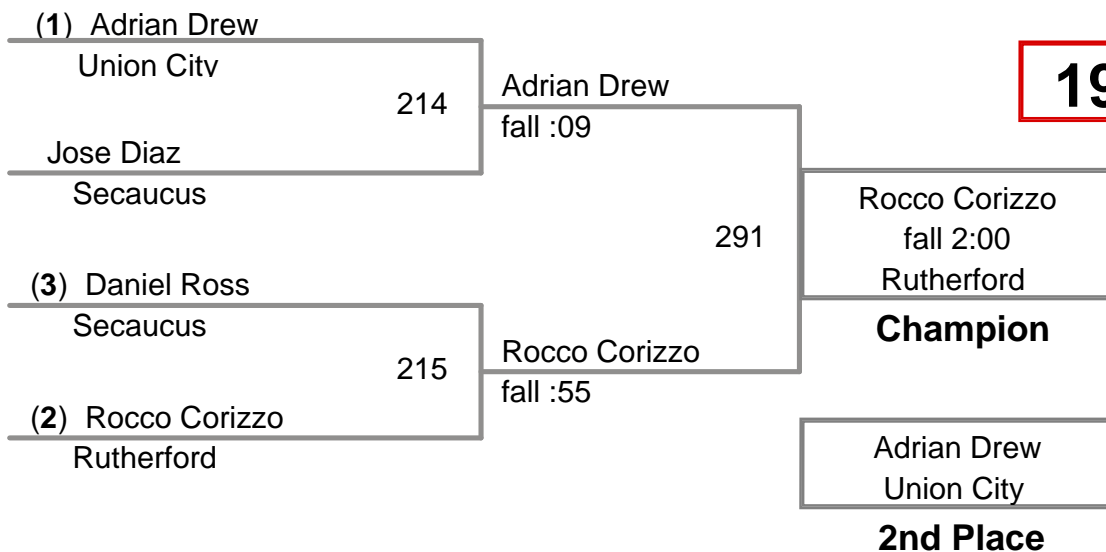 (1) Adrian Drew
Union City
214
Jose Diaz
Secaucus
Adrian Drew
fall :09
19
(3) Daniel Ross
Secaucus
215
(2) Rocco Corizzo
Rutherford
Rocco Corizzo
fall :55
291
Rocco Corizzo
fall 2:00
Rutherford
Champion
Adrian Drew
Union City
2nd Place